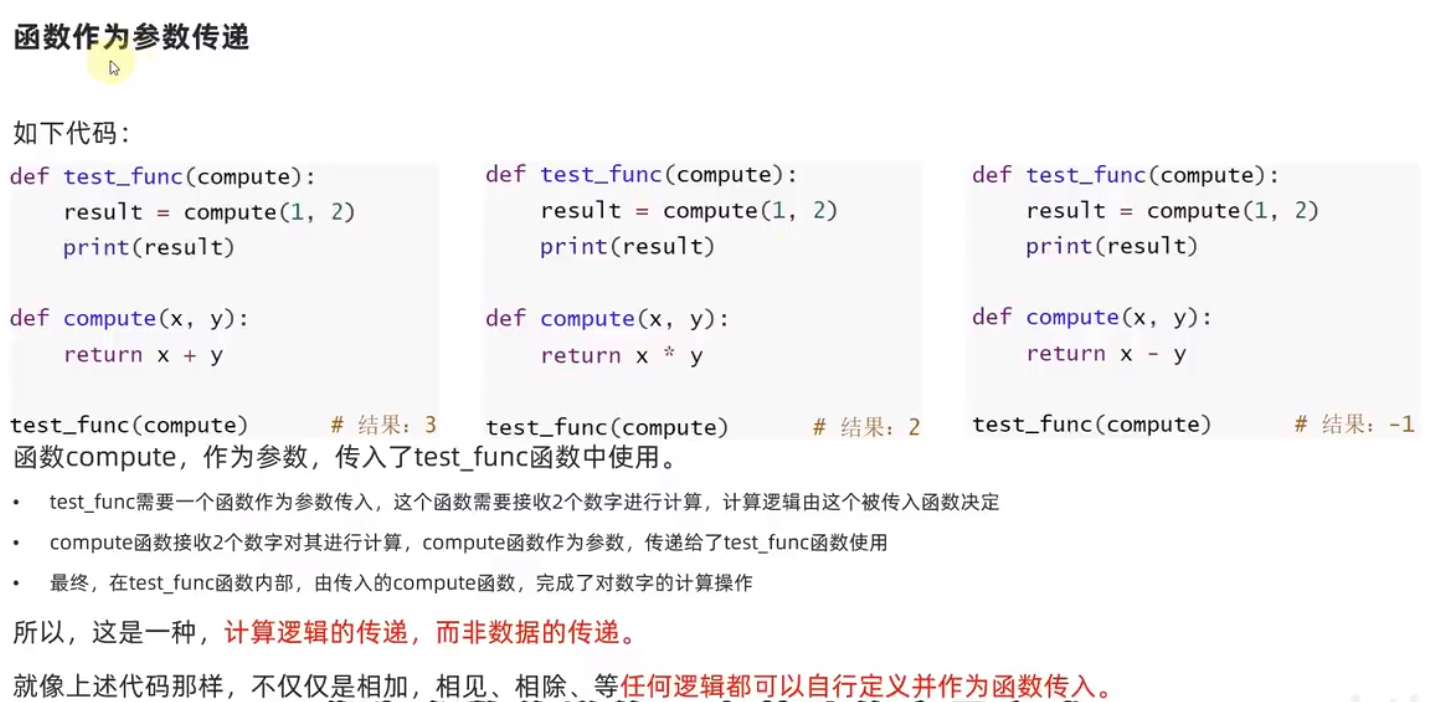 函数作为参数传递
如下代码：
def test_func(compute):
    result = compute(1, 2)
    print(result)

def compute(x, y):
    return x + y

test_func(compute)      # 结果：3
def test_func(compute):
    result = compute(1, 2)
    print(result)

def compute(x, y):
    return x * y

test_func(compute)      # 结果：2
def test_func(compute):
    result = compute(1, 2)
    print(result)

def compute(x, y):
    return x - y

test_func(compute)      # 结果：-1
函数compute，作为参数，传入了test_func函数中使用。
• test_func需要一个函数作为参数传入，这个函数需要接收2个数字进行计算，计算逻辑由这个被传入函数决定
• compute函数接收2个数字对其进行计算，compute函数作为参数，传递给了test_func函数使用
• 最终，在test_func函数内部，由传入的compute函数，完成了对数字的计算操作
所以，这是一种，计算逻辑的传递，而非数据的传递。
就像上述代码那样，不仅仅是相加，相见、相除、等任何逻辑都可以自行定义并作为函数传入。